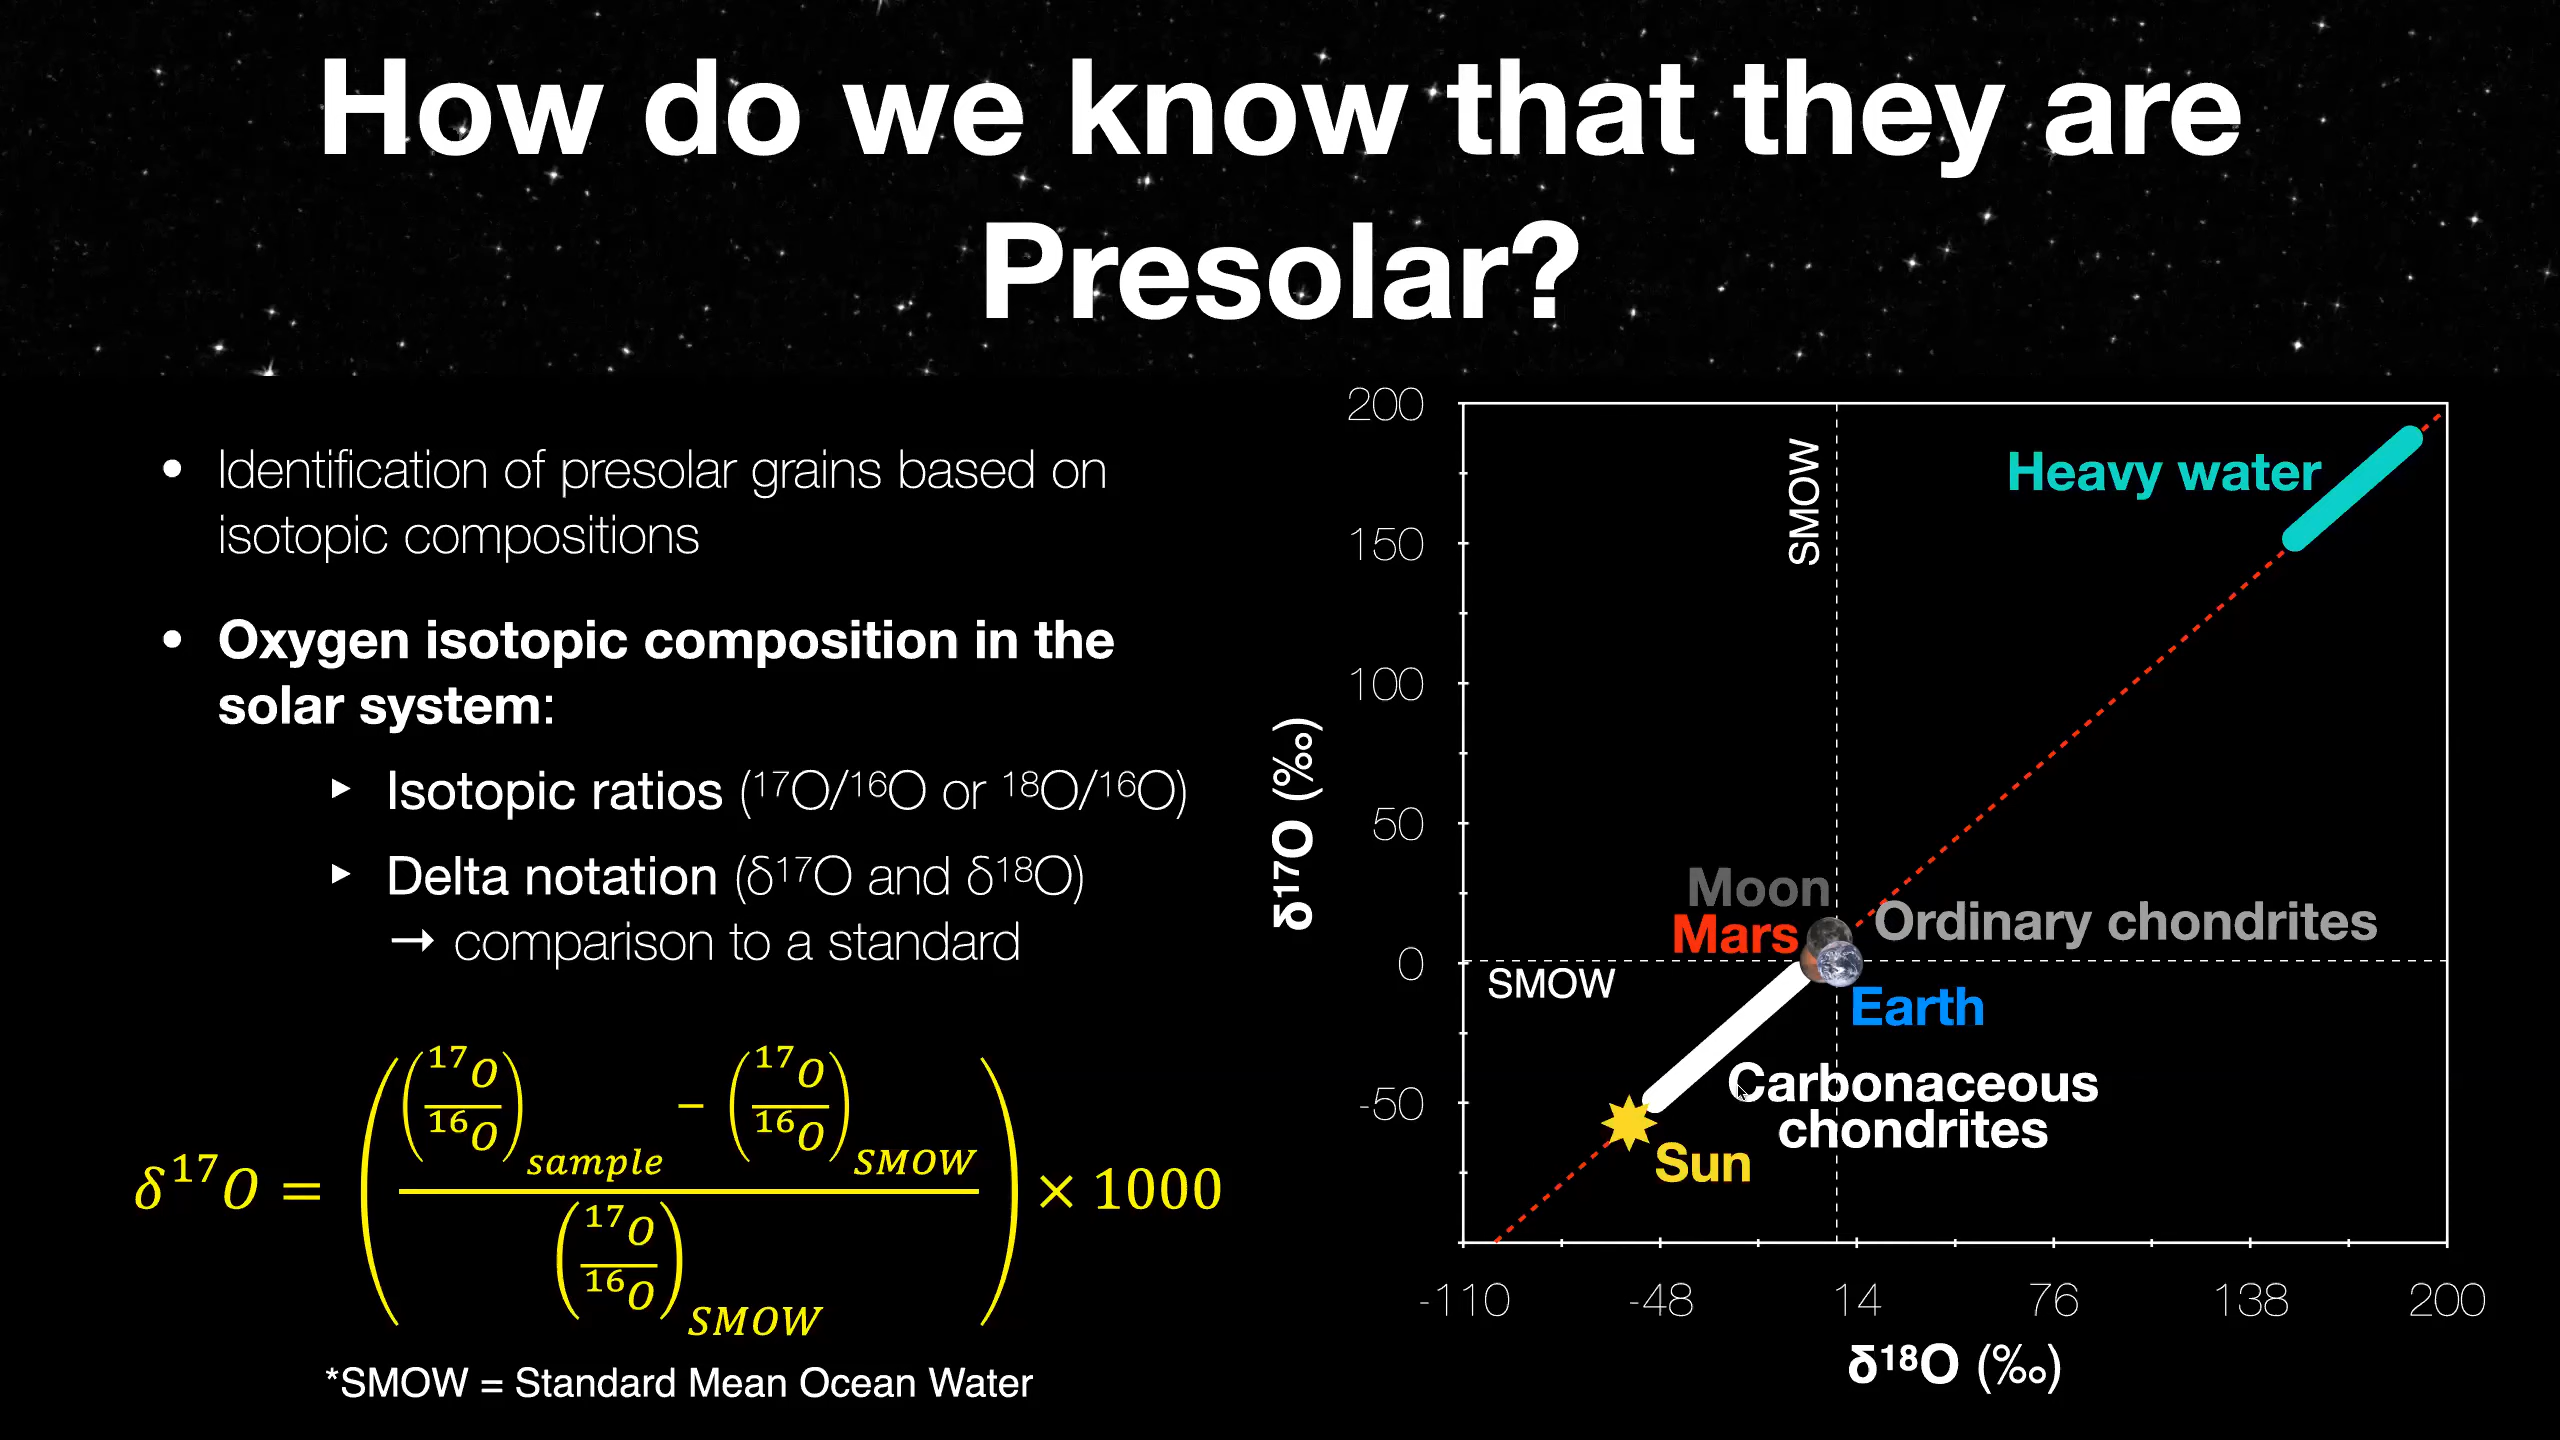 How do we know that they are
Presolar?
• Identification of presolar grains based on
isotopic compositions
• Oxygen isotopic composition in the
solar system:
‣ Isotopic ratios (¹⁷O/¹⁶O or ¹⁸O/¹⁶O)
‣ Delta notation (δ¹⁷O and δ¹⁸O)
→ comparison to a standard
δ¹⁷O = (((¹⁷O/¹⁶O)sample − (¹⁷O/¹⁶O)SMOW) / (¹⁷O/¹⁶O)SMOW) × 1000
*SMOW = Standard Mean Ocean Water
δ¹⁷O (‰)
200
150
100
50
0
-50
SMOW
Heavy water
Moon
Mars
Ordinary chondrites
SMOW
Earth
Carbonaceous
chondrites
Sun
-110 -48 14 76 138 200
δ¹⁸O (‰)